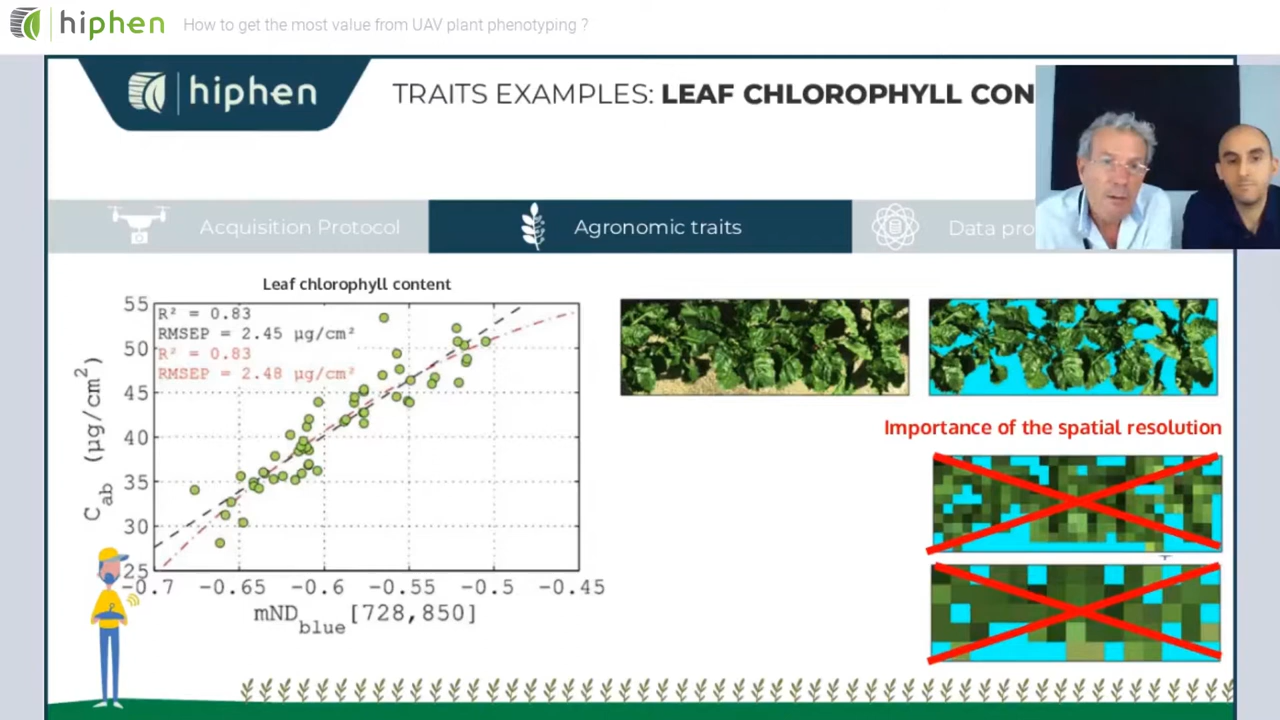 hiphen How to get the most value from UAV plant phenotyping ?
hiphen TRAITS EXAMPLES: LEAF CHLOROPHYLL CON
Acquisition Protocol Agronomic traits Data pro
Leaf chlorophyll content
R² = 0.83
RMSEP = 2.45 µg/cm²
R² = 0.83
RMSEP = 2.48 µg/cm²
55
50
45
40
35
30
25
Cab (µg/cm²)
-0.7 -0.65 -0.6 -0.55 -0.5 -0.45
mNDblue[728,850]
Importance of the spatial resolution